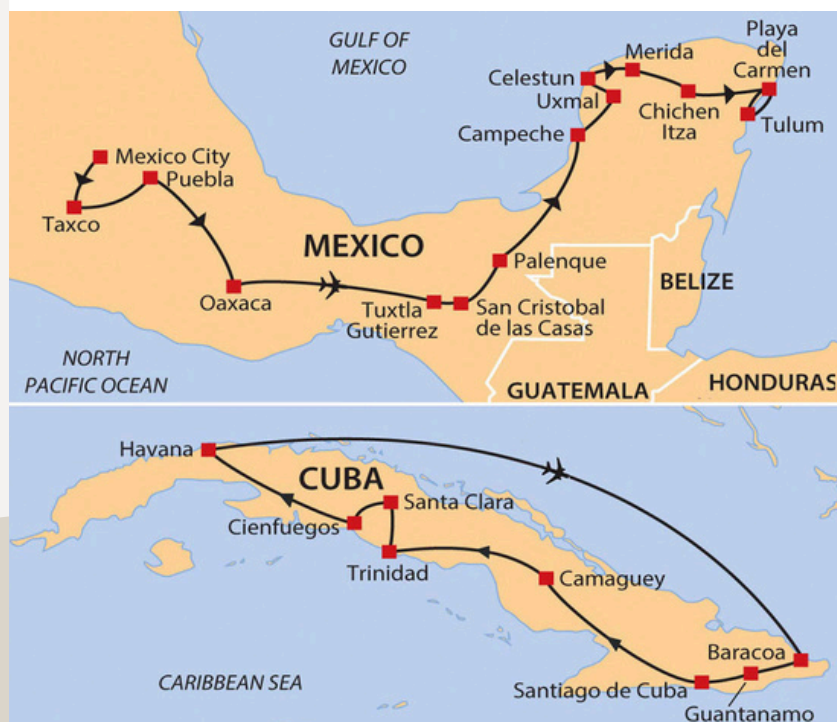 GULF OF
MEXICO
Playa
del
Carmen
Merida
Celestun
Uxmal
Chichen
Itza
Tulum
Campeche
Mexico City
Puebla
Taxco
MEXICO
Palenque
BELIZE
Oaxaca
Tuxtla
Gutierrez
San Cristobal
de las Casas
NORTH
PACIFIC OCEAN
GUATEMALA
HONDURAS
Havana
CUBA
Santa Clara
Cienfuegos
Trinidad
Camaguey
Baracoa
CARIBBEAN SEA
Santiago de Cuba
Guantanamo